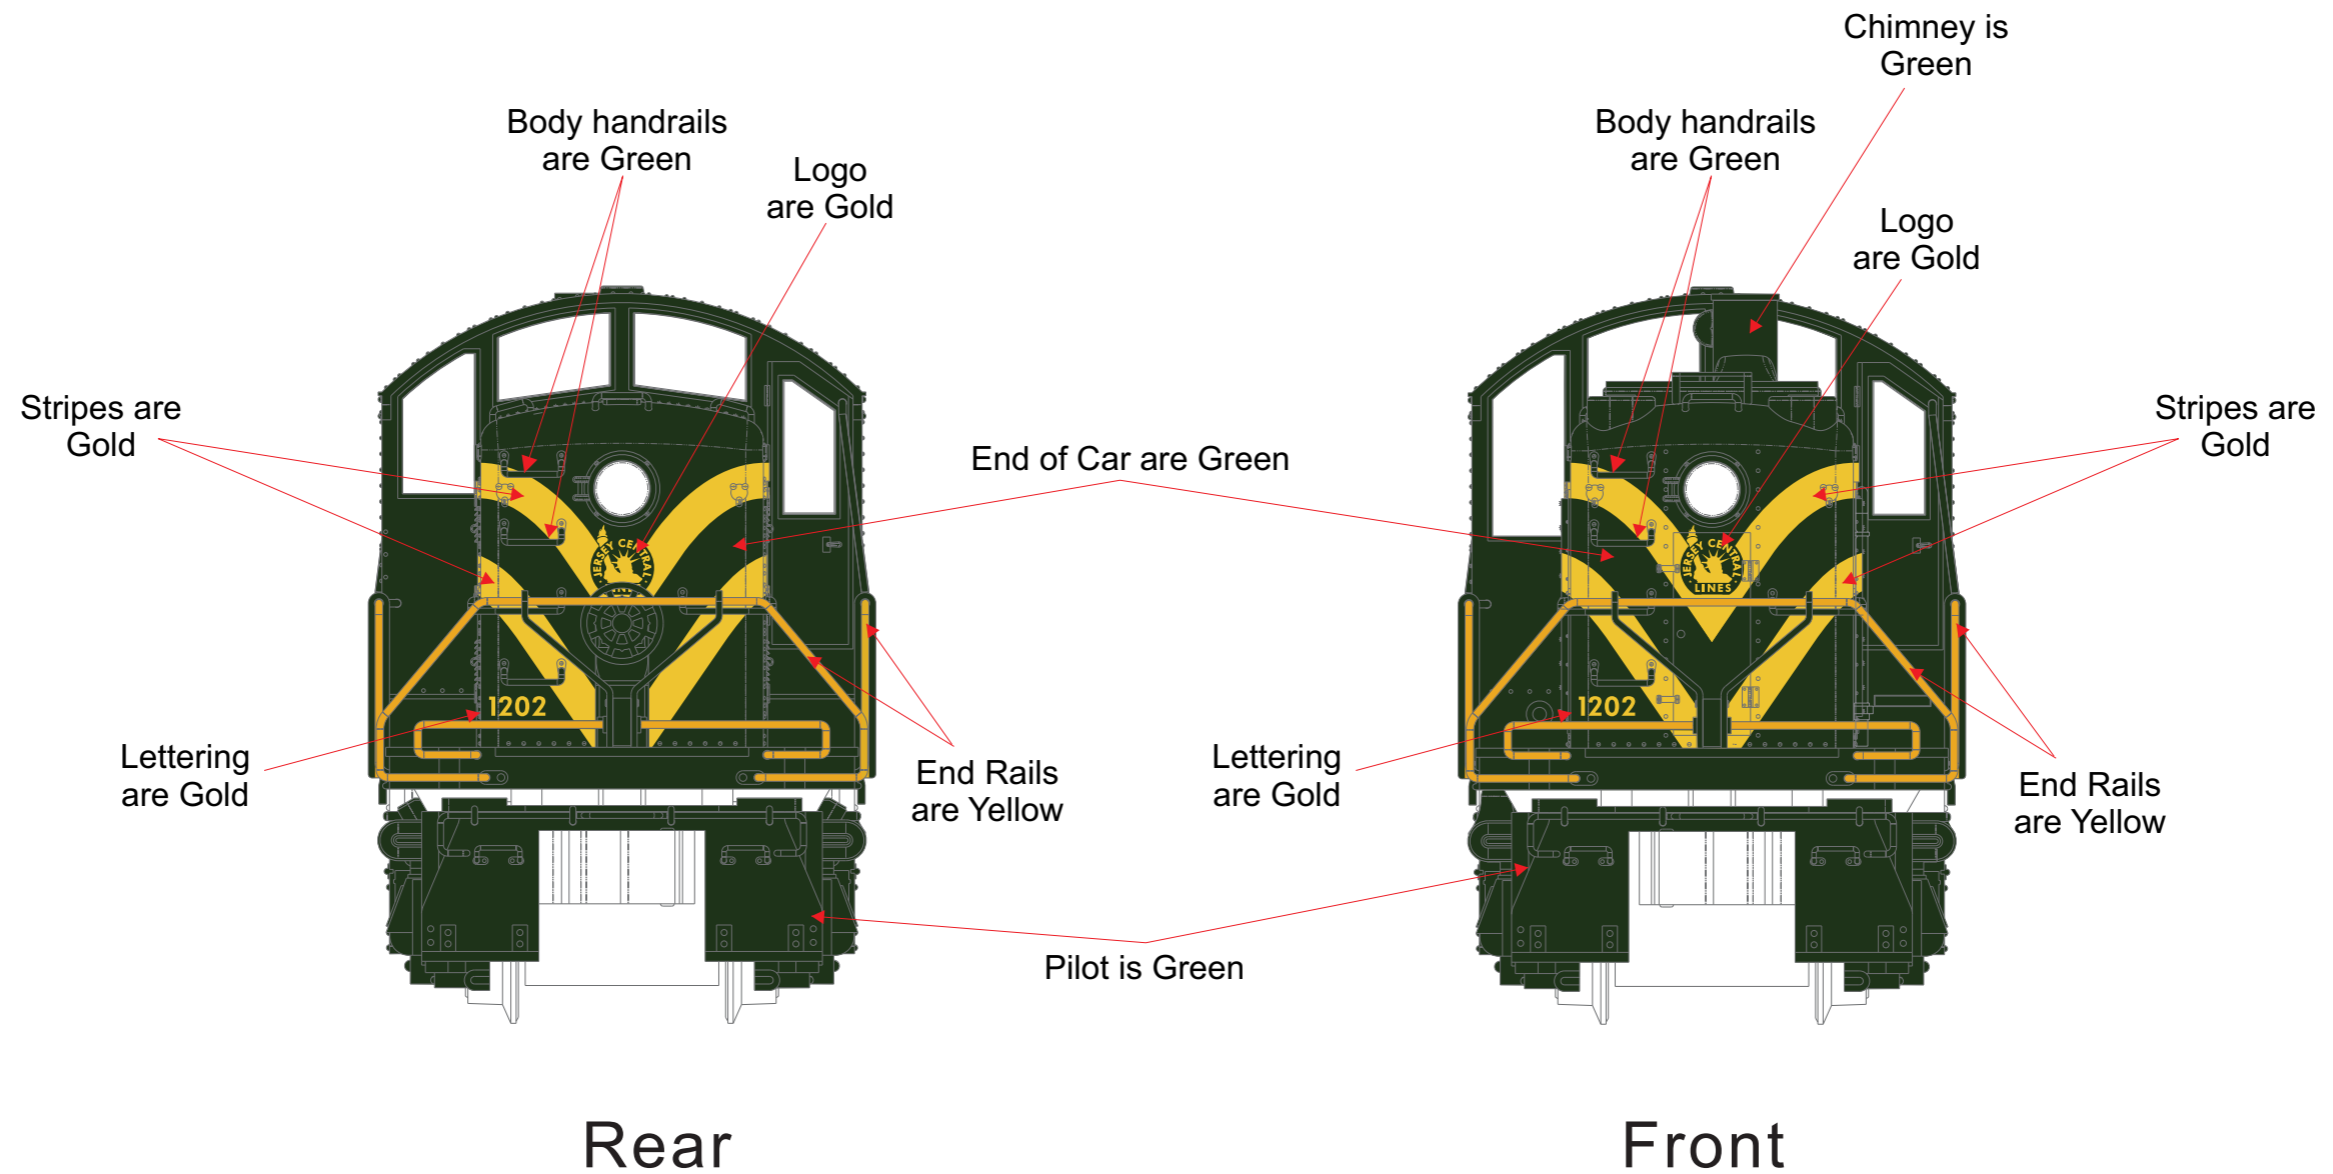 Chimney is
Green
Body handrails
are Green
Logo
are Gold
Body handrails
are Green
Logo
are Gold
Stripes are
Gold
End of Car are Green
Stripes are
Gold
JERSEY CENTRAL
JERSEY CENTRAL
LINES
1202
1202
Lettering
are Gold
End Rails
are Yellow
Lettering
are Gold
End Rails
are Yellow
Pilot is Green
Rear
Front